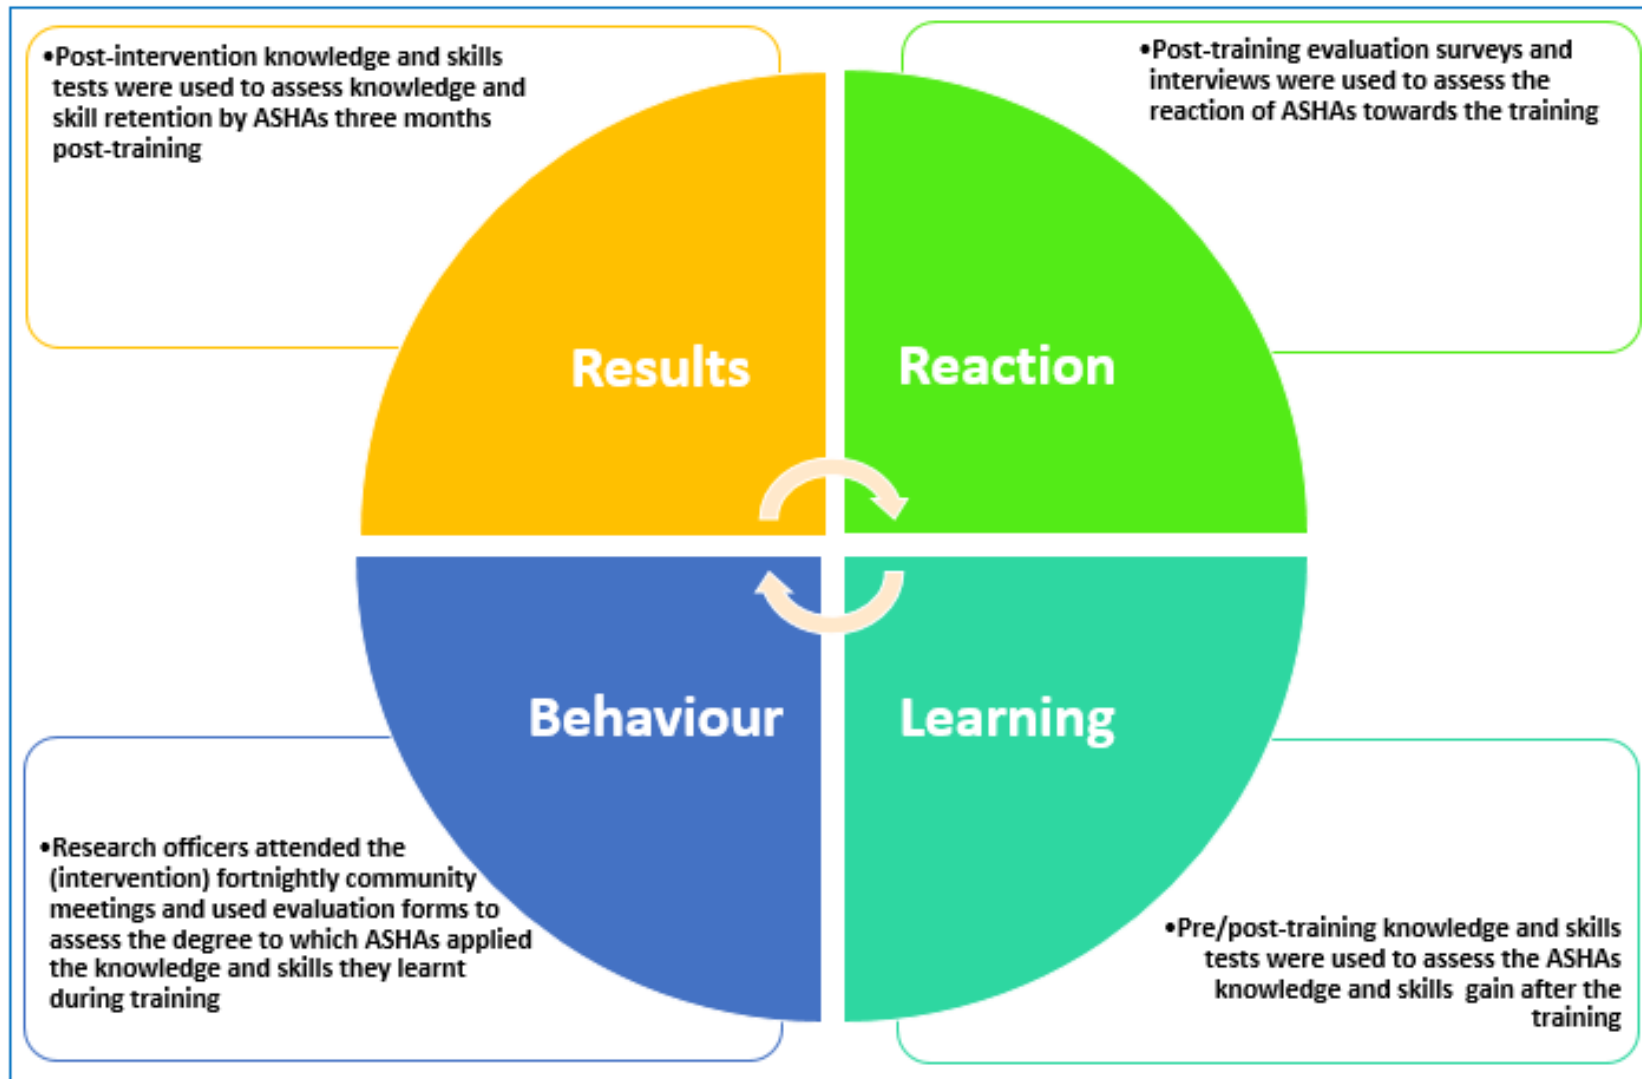 •Post-intervention knowledge and skills
tests were used to assess knowledge and
skill retention by ASHAs three months
post-training
•Post-training evaluation surveys and
interviews were used to assess the
reaction of ASHAs towards the training
Results
Reaction
Behaviour
Learning
•Research officers attended the
(intervention) fortnightly community
meetings and used evaluation forms to
assess the degree to which ASHAs applied
the knowledge and skills they learnt
during training
•Pre/post-training knowledge and skills
tests were used to assess the ASHAs
knowledge and skills gain after the
training